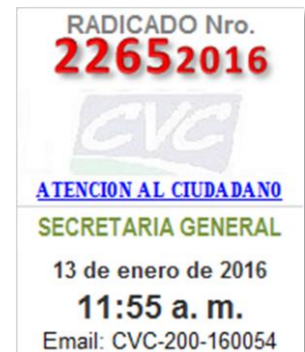 RADICADO Nro.
22652016
CVC
ATENCION AL CIUDADANO
SECRETARIA GENERAL
13 de enero de 2016
11:55 a. m.
Email: CVC-200-160054